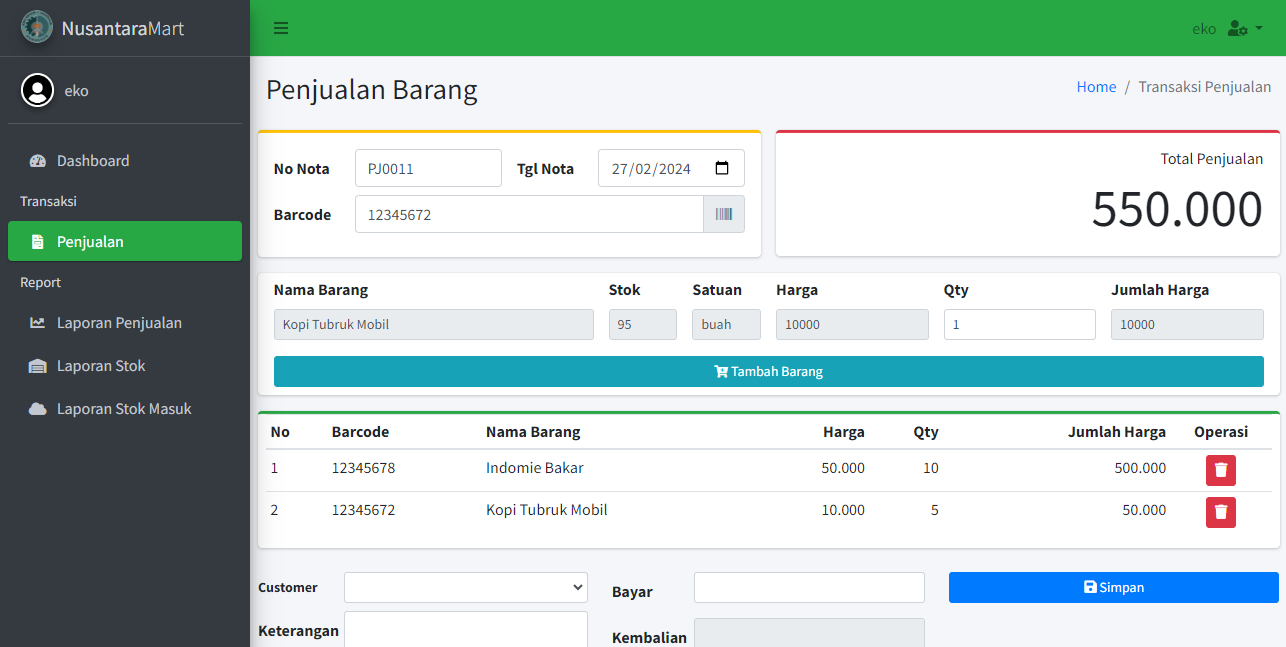 NusantaraMart
eko
eko
Dashboard
Transaksi
Penjualan
Report
Laporan Penjualan
Laporan Stok
Laporan Stok Masuk
Penjualan Barang
Home / Transaksi Penjualan
No Nota PJ0011 Tgl Nota 27/02/2024
Barcode 12345672
Total Penjualan
550.000
Nama Barang Stok Satuan Harga Qty Jumlah Harga
Kopi Tubruk Mobil 95 buah 10000 1 10000
Tambah Barang
No Barcode Nama Barang Harga Qty Jumlah Harga Operasi
1 12345678 Indomie Bakar 50.000 10 500.000
2 12345672 Kopi Tubruk Mobil 10.000 5 50.000
Customer Bayar Simpan
Keterangan Kembalian